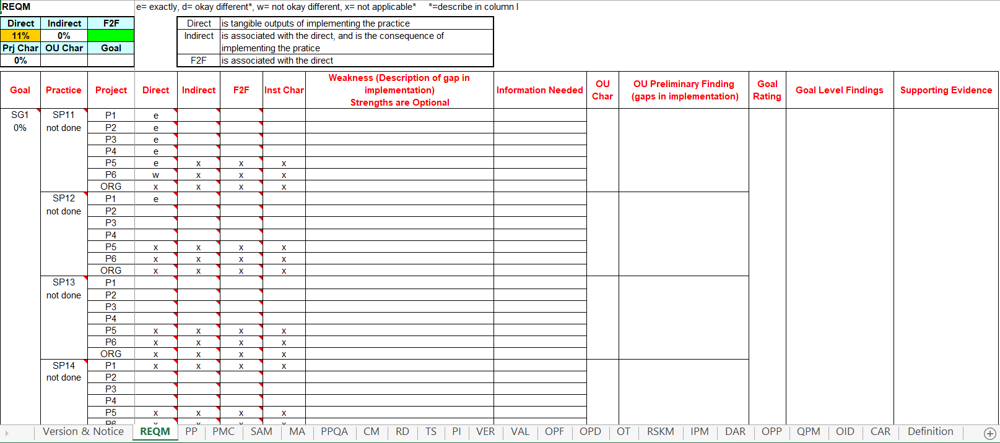 REQM e= exactly, d= okay different*, w= not okay different, x= not applicable* *=describe in column I
Direct Indirect F2F Direct is tangible outputs of implementing the practice
11% 0% Indirect is associated with the direct, and is the consequence of
Prj Char OU Char Goal implementing the pratice
0% F2F is associated with the direct
Goal Practice Project Direct Indirect F2F Inst Char Weakness (Description of gap in implementation) Strengths are Optional Information Needed OU Char OU Preliminary Finding (gaps in implementation) Goal Rating Goal Level Findings Supporting Evidence
SG1 SP11 P1 e
0% not done P2 e
P3 e
P4 e
P5 e x x x
P6 w x x x
ORG x x x x
SP12 P1 e
not done P2
P3
P4
P5 x x x x
P6 x x x x
ORG x x x x
SP13 P1
not done P2
P3
P4
P5 x x x x
P6 x x x x
ORG x x x x
SP14 P1 x x x x
not done P2
P3
P4
P5 x x x x
P6 x x x x
Version & Notice REQM PP PMC SAM MA PPQA CM RD TS PI VER VAL OPF OPD OT RSKM IPM DAR OPP QPM OID CAR Definition